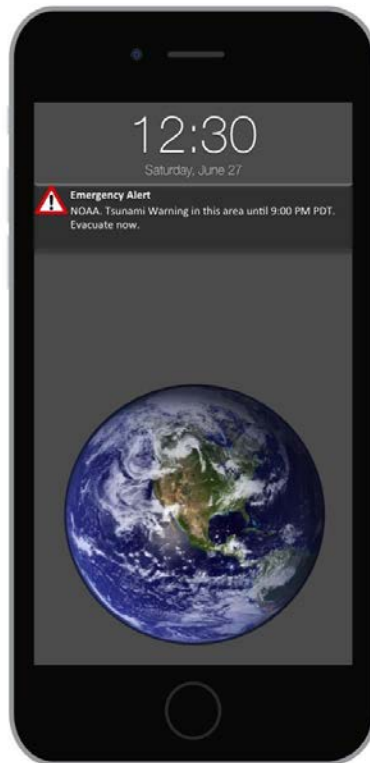 12:30
Saturday, June 27
Emergency Alert
NOAA. Tsunami Warning in this area until 9:00 PM PDT.
Evacuate now.